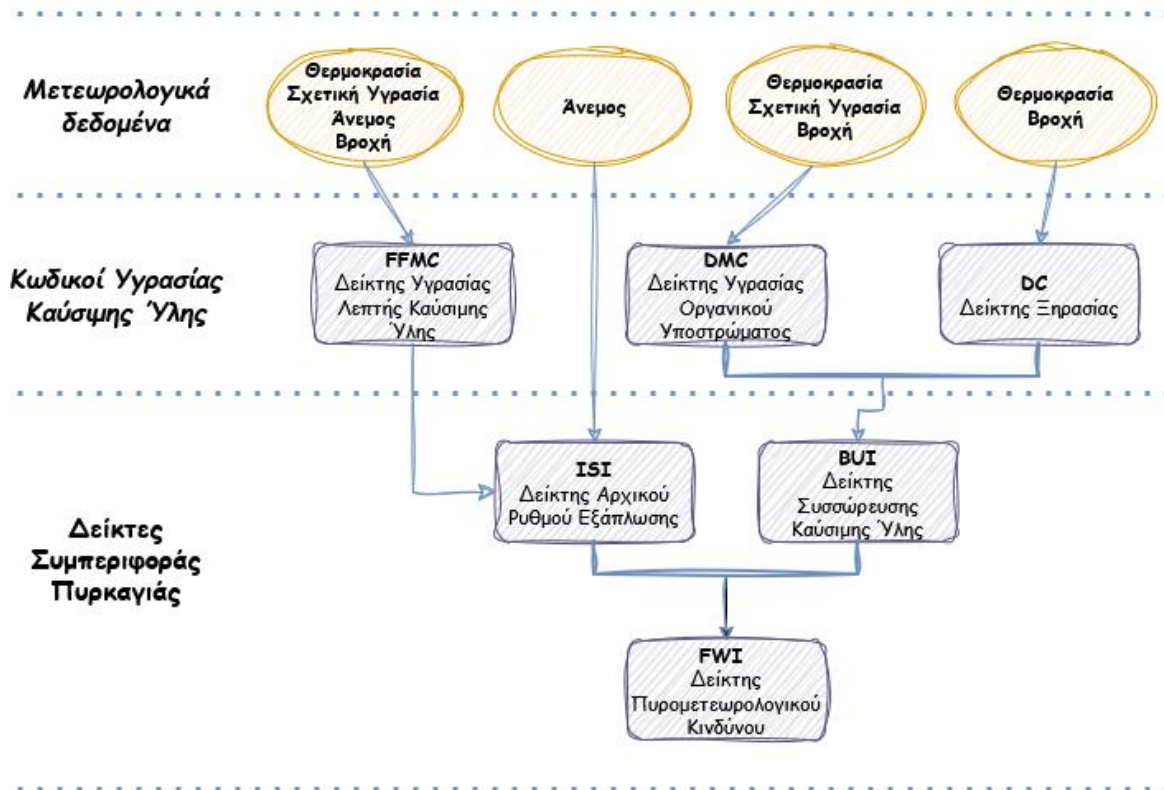 Μετεωρολογικά
δεδομένα
Θερμοκρασία
Σχετική Υγρασία
Άνεμος
Βροχή
Άνεμος
Θερμοκρασία
Σχετική Υγρασία
Βροχή
Θερμοκρασία
Βροχή
Κωδικοί Υγρασίας
Καύσιμης Ύλης
FFMC
Δείκτης Υγρασίας
Λεπτής Καύσιμης
Ύλης
DMC
Δείκτης Υγρασίας
Οργανικού
Υποστρώματος
DC
Δείκτης Ξηρασίας
Δείκτες
Συμπεριφοράς
Πυρκαγιάς
ISI
Δείκτης Αρχικού
Ρυθμού Εξάπλωσης
BUI
Δείκτης
Συσσώρευσης
Καύσιμης Ύλης
FWI
Δείκτης
Πυρομετεωρολογικού
Κινδύνου